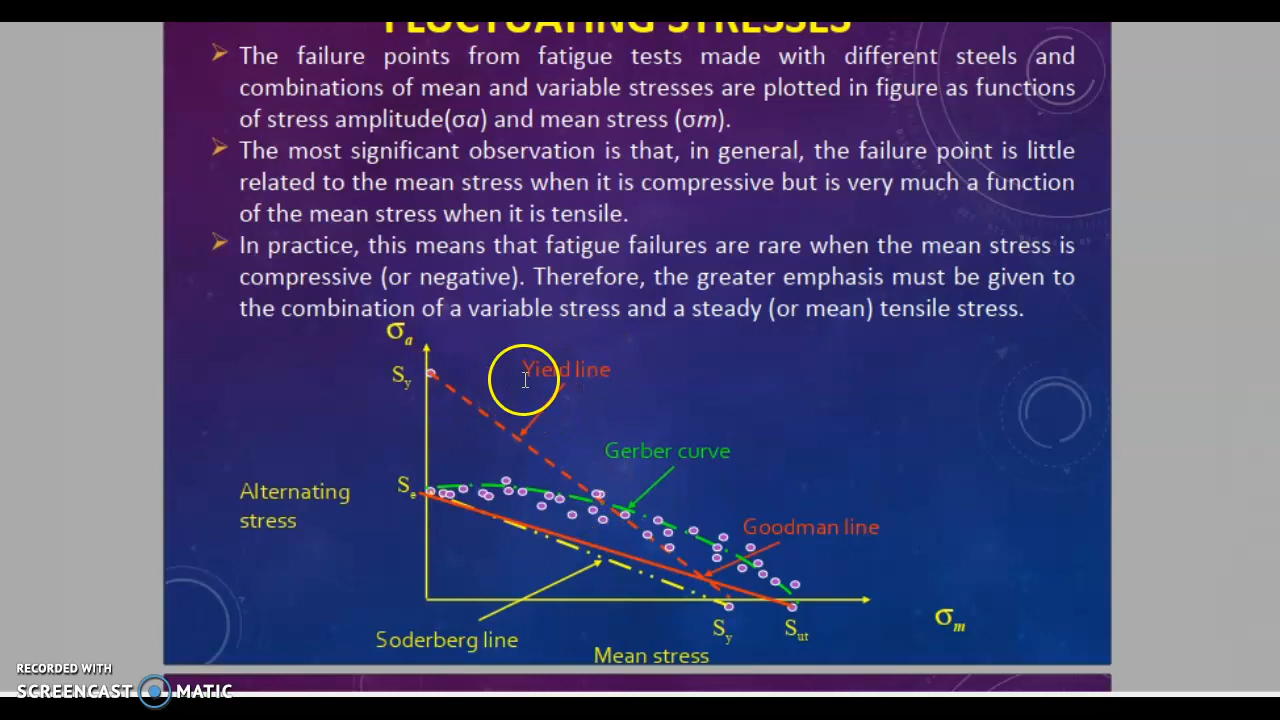 FLUCTUATING STRESSES
➢ The failure points from fatigue tests made with different steels and
combinations of mean and variable stresses are plotted in figure as functions
of stress amplitude(σa) and mean stress (σm).
➢ The most significant observation is that, in general, the failure point is little
related to the mean stress when it is compressive but is very much a function
of the mean stress when it is tensile.
➢ In practice, this means that fatigue failures are rare when the mean stress is
compressive (or negative). Therefore, the greater emphasis must be given to
the combination of a variable stress and a steady (or mean) tensile stress.
σa
Sy
Yield line
Gerber curve
Se
Alternating
stress
Goodman line
Soderberg line
Sy
Sut
σm
Mean stress
RECORDED WITH
SCREENCAST MATIC